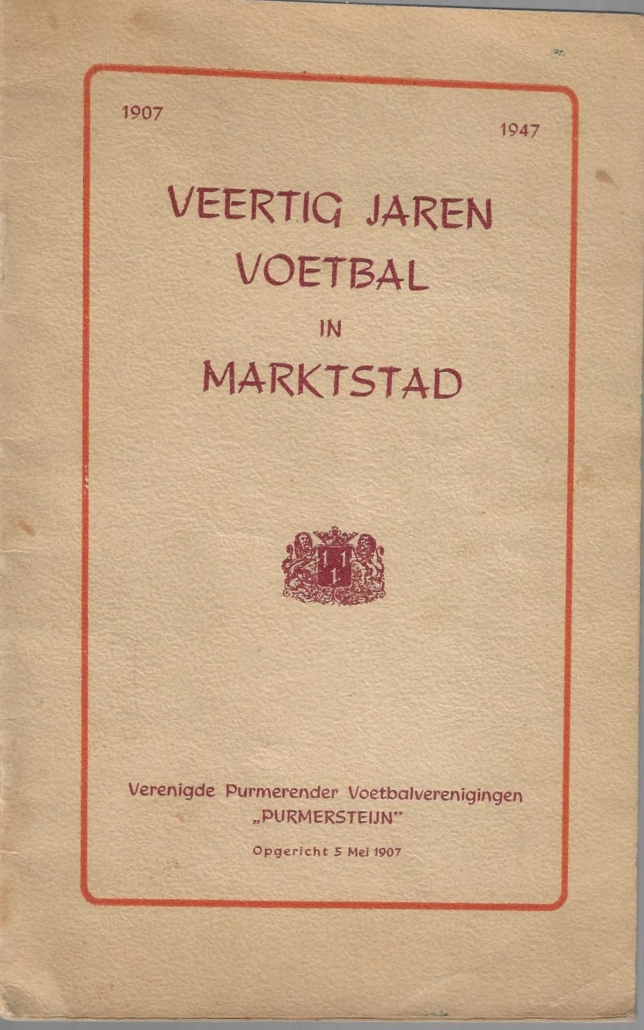 1907
1947
VEERTIG JAREN
VOETBAL
IN
MARKTSTAD
Verenigde Purmerender Voetbalverenigingen
„PURMERSTEIJN”
Opgericht 5 Mei 1907